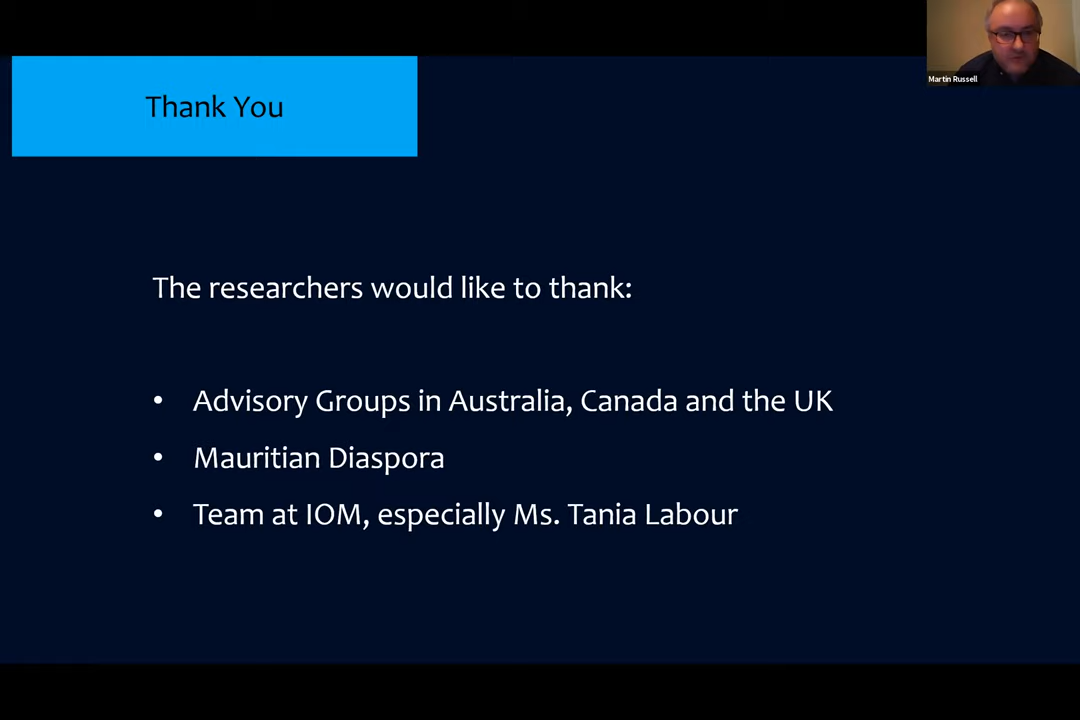 Martin Russell
Thank You
The researchers would like to thank:
• Advisory Groups in Australia, Canada and the UK
• Mauritian Diaspora
• Team at IOM, especially Ms. Tania Labour